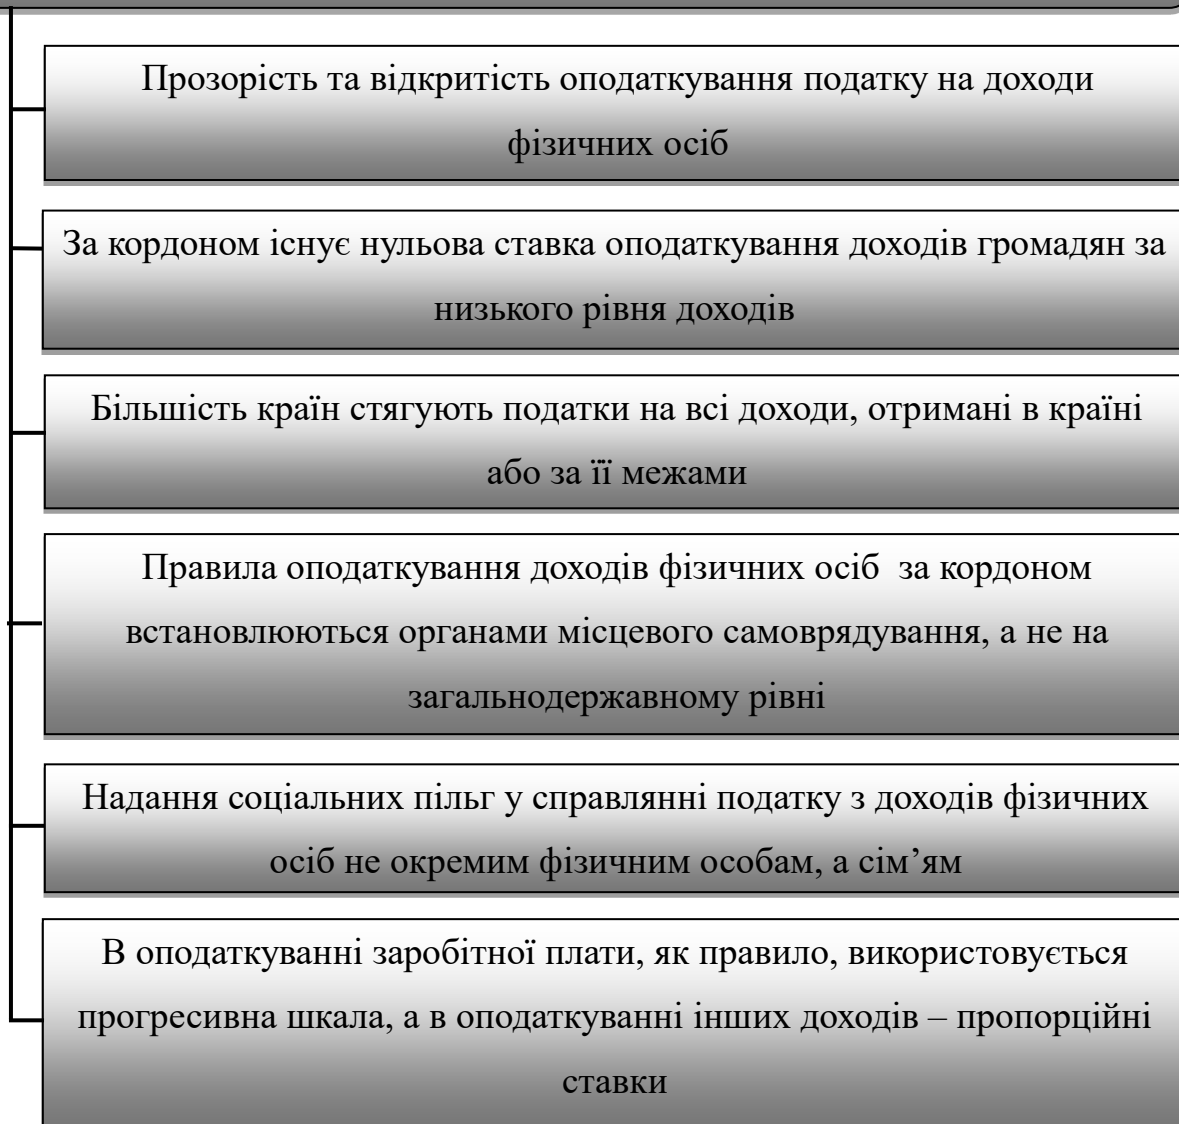 Прозорість та відкритість оподаткування податку на доходи
фізичних осіб
За кордоном існує нульова ставка оподаткування доходів громадян за
низького рівня доходів
Більшість країн стягують податки на всі доходи, отримані в країні
або за її межами
Правила оподаткування доходів фізичних осіб  за кордоном
встановлюються органами місцевого самоврядування, а не на
загальнодержавному рівні
Надання соціальних пільг у справлянні податку з доходів фізичних
осіб не окремим фізичним особам, а сім’ям
В оподаткуванні заробітної плати, як правило, використовується
прогресивна шкала, а в оподаткуванні інших доходів – пропорційні
ставки